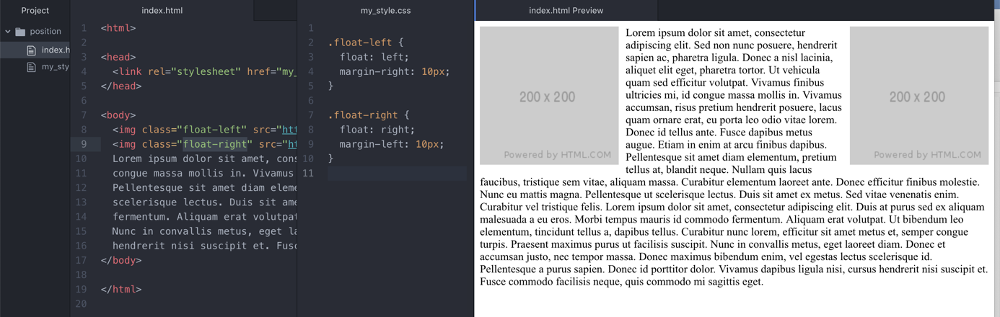 Project
position
index.h
my_sty
index.html
1 <html>
2
3 <head>
4 <link rel="stylesheet" href="my_
5 </head>
6
7 <body>
8 <img class="float-left" src="htt
9 <img class="float-right" src="ht
10 Lorem ipsum dolor sit amet, cons
11 congue massa mollis in. Vivamus
12 Pellentesque sit amet diam eleme
13 scelerisque lectus. Duis sit ame
14 fermentum. Aliquam erat volutpat
15 Nunc in convallis metus, eget la
16 hendrerit nisi suscipit et. Fusc
17 </body>
18
19 </html>
20
my_style.css
1
2 .float-left {
3 float: left;
4 margin-right: 10px;
5 }
6
7 .float-right {
8 float: right;
9 margin-left: 10px;
10 }
11
index.html Preview
200 x 200
Powered by HTML.COM
Lorem ipsum dolor sit amet, consectetur
adipiscing elit. Sed non nunc posuere, hendrerit
sapien ac, pharetra ligula. Donec a nisl lacinia,
aliquet elit eget, pharetra tortor. Ut vehicula
quam sed efficitur volutpat. Vivamus finibus
ultricies mi, id congue massa mollis in. Vivamus
accumsan, risus pretium hendrerit posuere, lacus
quam ornare erat, eu porta leo odio vitae lorem.
Donec id tellus ante. Fusce dapibus metus
augue. Etiam in enim at arcu finibus dapibus.
Pellentesque sit amet diam elementum, pretium
tellus at, blandit neque. Nullam quis lacus
200 x 200
Powered by HTML.COM
faucibus, tristique sem vitae, aliquam massa. Curabitur elementum laoreet ante. Donec efficitur finibus molestie.
Nunc eu mattis magna. Pellentesque ut scelerisque lectus. Duis sit amet ex metus. Sed vitae venenatis enim.
Curabitur vel tristique felis. Lorem ipsum dolor sit amet, consectetur adipiscing elit. Duis at purus sed ex aliquam
malesuada a eu eros. Morbi tempus mauris id commodo fermentum. Aliquam erat volutpat. Ut bibendum leo
elementum, tincidunt tellus a, dapibus tellus. Curabitur nunc lorem, efficitur sit amet metus et, semper congue
turpis. Praesent maximus purus ut facilisis suscipit. Nunc in convallis metus, eget laoreet diam. Donec et
accumsan justo, nec tempor massa. Donec maximus bibendum enim, vel egestas lectus scelerisque id.
Pellentesque a purus sapien. Donec id porttitor dolor. Vivamus dapibus ligula nisi, cursus hendrerit nisi suscipit et.
Fusce commodo facilisis neque, quis commodo mi sagittis eget.